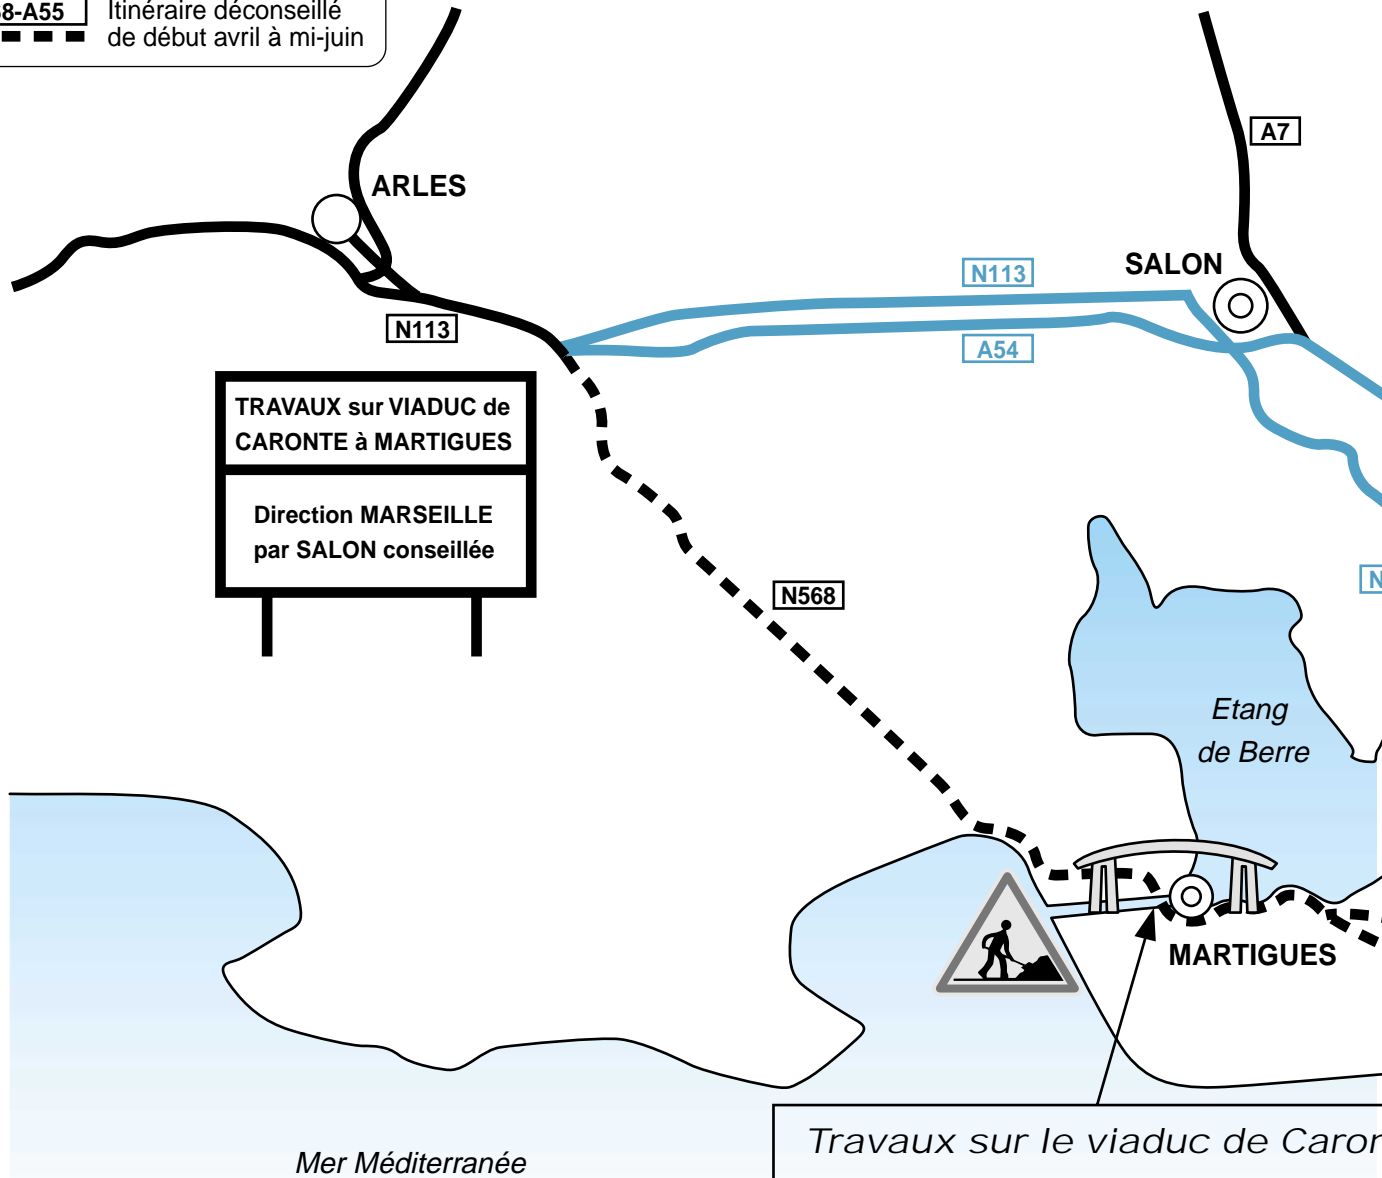 8-A55 Itinéraire déconseillé
de début avril à mi-juin
A7
ARLES
SALON
N113
N113
A54
TRAVAUX sur VIADUC de
CARONTE à MARTIGUES
Direction MARSEILLE
par SALON conseillée
N568
N
Etang
de Berre
MARTIGUES
Travaux sur le viaduc de Caron
Mer Méditerranée